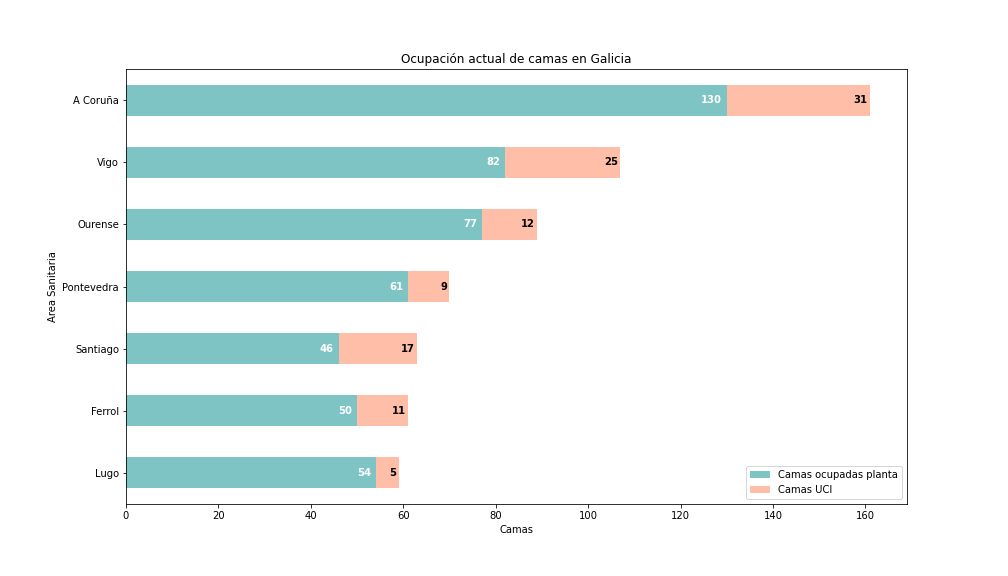 Ocupación actual de camas en Galicia
Area Sanitaria
A Coruña 130 31
Vigo 82 25
Ourense 77 12
Pontevedra 61 9
Santiago 46 17
Ferrol 50 11
Lugo 54 5
Camas ocupadas planta
Camas UCI
0 20 40 60 80 100 120 140 160
Camas